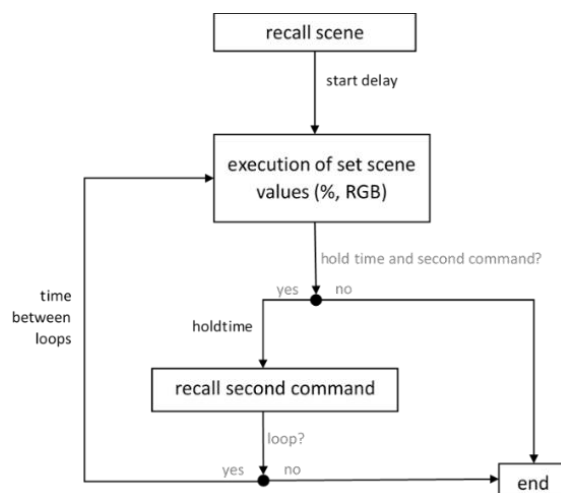 recall scene
start delay
execution of set scene
values (%, RGB)
hold time and second command?
yes no
time
between
loops
holdtime
recall second command
loop?
yes no
end